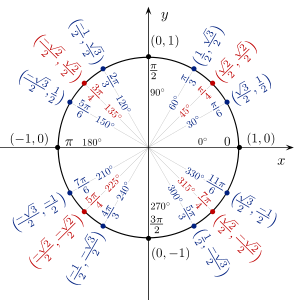 y
(0, 1)
(-1/2, √3/2)
(1/2, √3/2)
(-√2/2, √2/2)
(√2/2, √2/2)
(-√3/2, 1/2)
(√3/2, 1/2)
π/2
2π/3
π/3
3π/4
π/4
5π/6
π/6
90°
120°
60°
135°
45°
150°
30°
(-1, 0)
π
180°
0°
0
(1, 0)
x
210°
330°
7π/6
11π/6
225°
315°
5π/4
7π/4
240°
300°
4π/3
5π/3
270°
3π/2
(-√3/2, -1/2)
(√3/2, -1/2)
(-√2/2, -√2/2)
(√2/2, -√2/2)
(-1/2, -√3/2)
(1/2, -√3/2)
(0, -1)